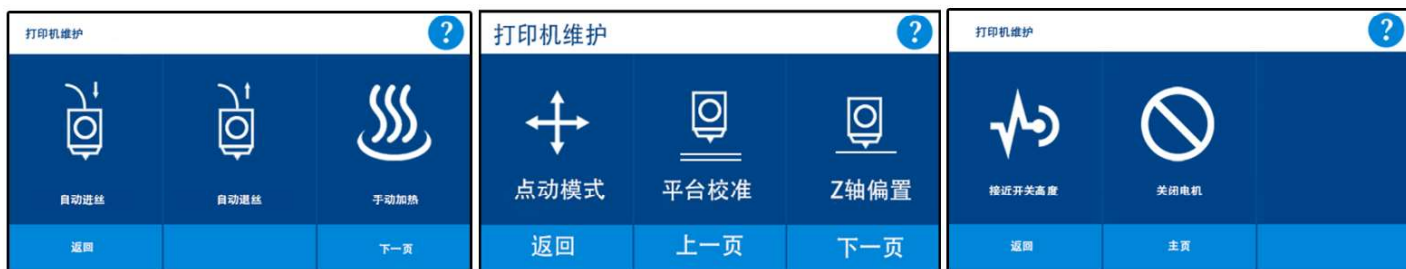 打印机维护
?
自动进丝
自动退丝
手动加热
返回
下一页
打印机维护
?
点动模式
平台校准
Z轴偏置
返回
上一页
下一页
打印机维护
?
接近开关高度
关闭电机
返回
主页